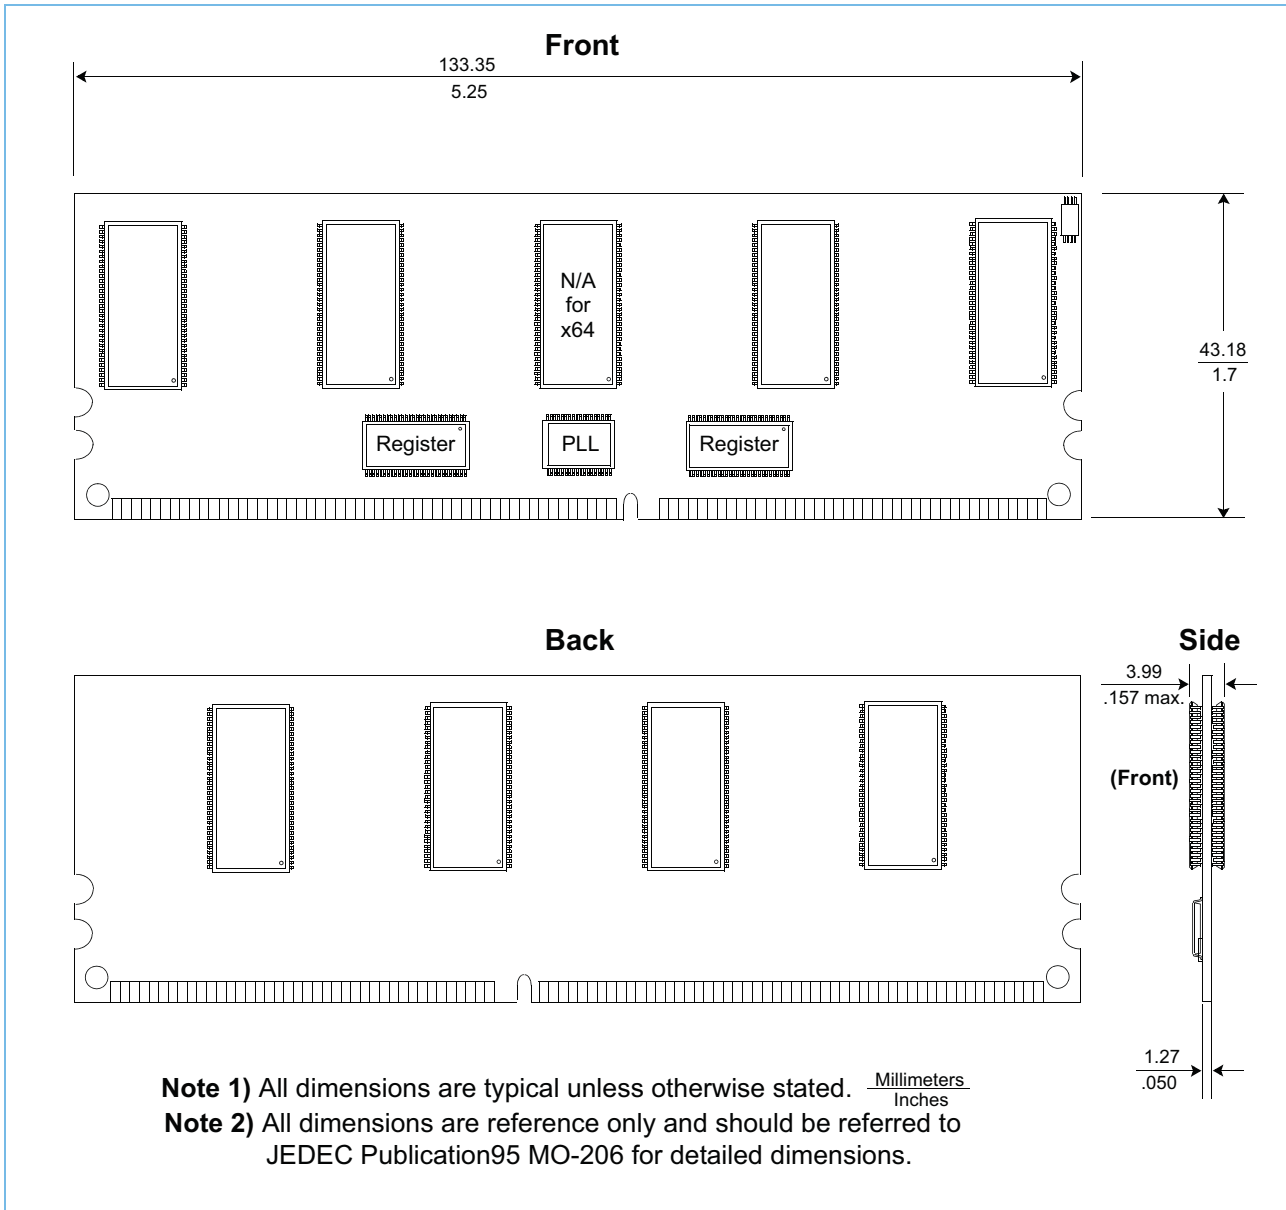 Front
133.35
5.25
N/A
for
x64
43.18
1.7
Register
PLL
Register
Back
Side
3.99
.157 max.
(Front)
1.27
.050
Note 1) All dimensions are typical unless otherwise stated. Millimeters
Inches
Note 2) All dimensions are reference only and should be referred to
JEDEC Publication95 MO-206 for detailed dimensions.